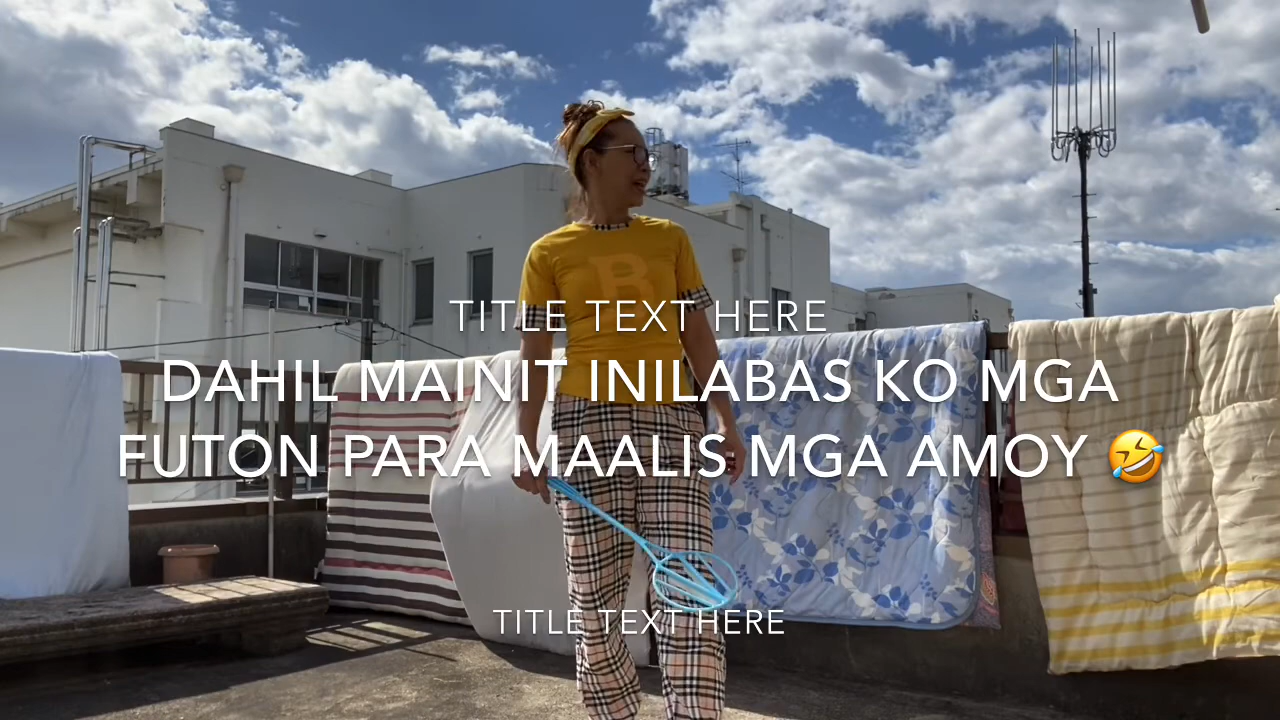 B
TITLE TEXT HERE
DAHIL MAINIT INILABAS KO MGA
FUTON PARA MAALIS MGA AMOY 🤣
TITLE TEXT HERE